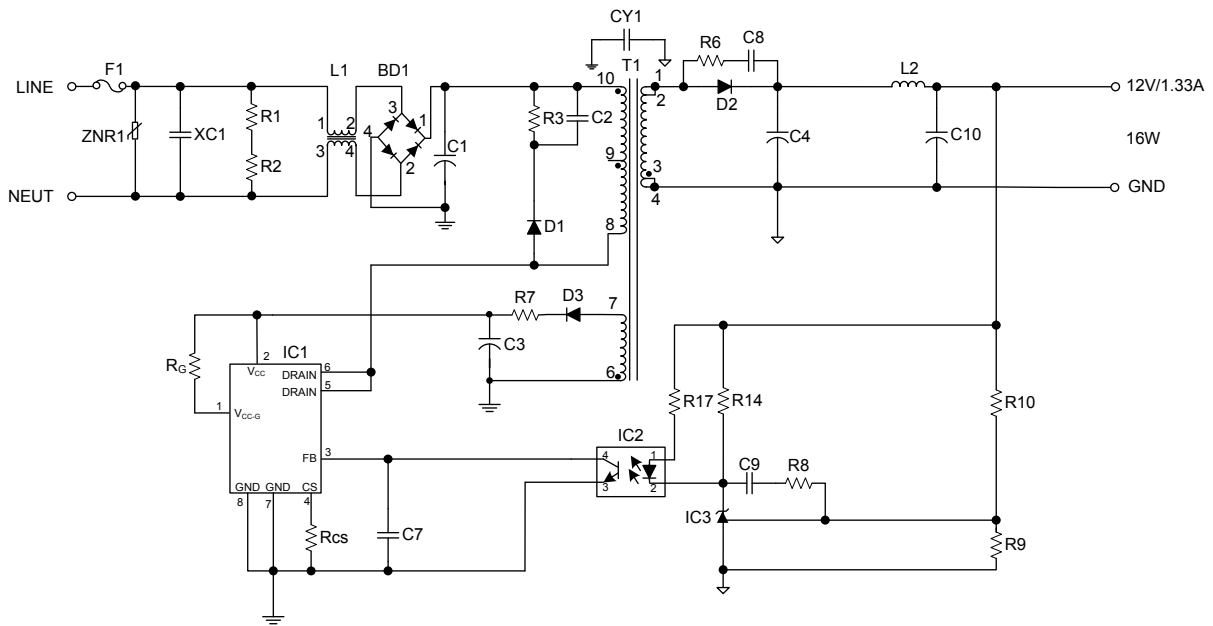 CY1
F1
L1
BD1
T1
R6
C8
L2
LINE
12V/1.33A
10
1
2
D2
3
1
4
2
R1
R3
C2
ZNR1
XC1
1
2
3
4
C1
C4
C10
16W
R2
9
3
4
NEUT
GND
8
D1
R7
D3
7
C3
6
IC1
2
VCC
RG
DRAIN
6
DRAIN
5
1
VCC-G
R17
R14
R10
IC2
FB
3
4
1
3
2
C9
R8
GND
GND
CS
8
7
4
IC3
Rcs
C7
R9